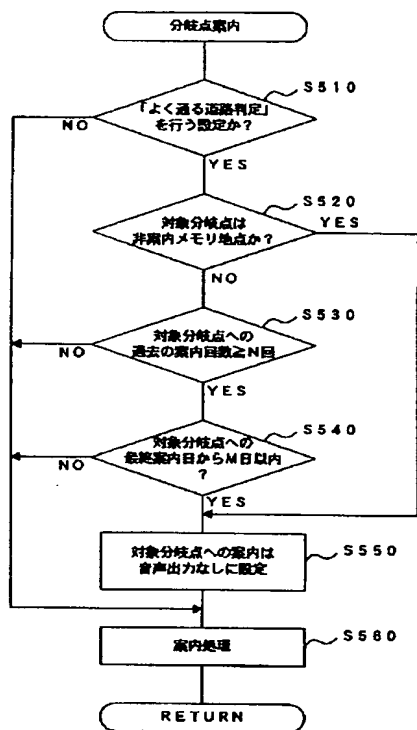 分岐点案内
S510
「よく通る道路判定」
を行う設定か？
NO
YES
S520
対象分岐点は
非案内メモリ地点か？
YES
NO
S530
対象分岐点への
過去の案内回数≧N回
NO
YES
S540
対象分岐点への
最終案内日からM日以内
？
NO
YES
対象分岐点への案内は
音声出力なしに設定
S550
案内処理
S560
RETURN